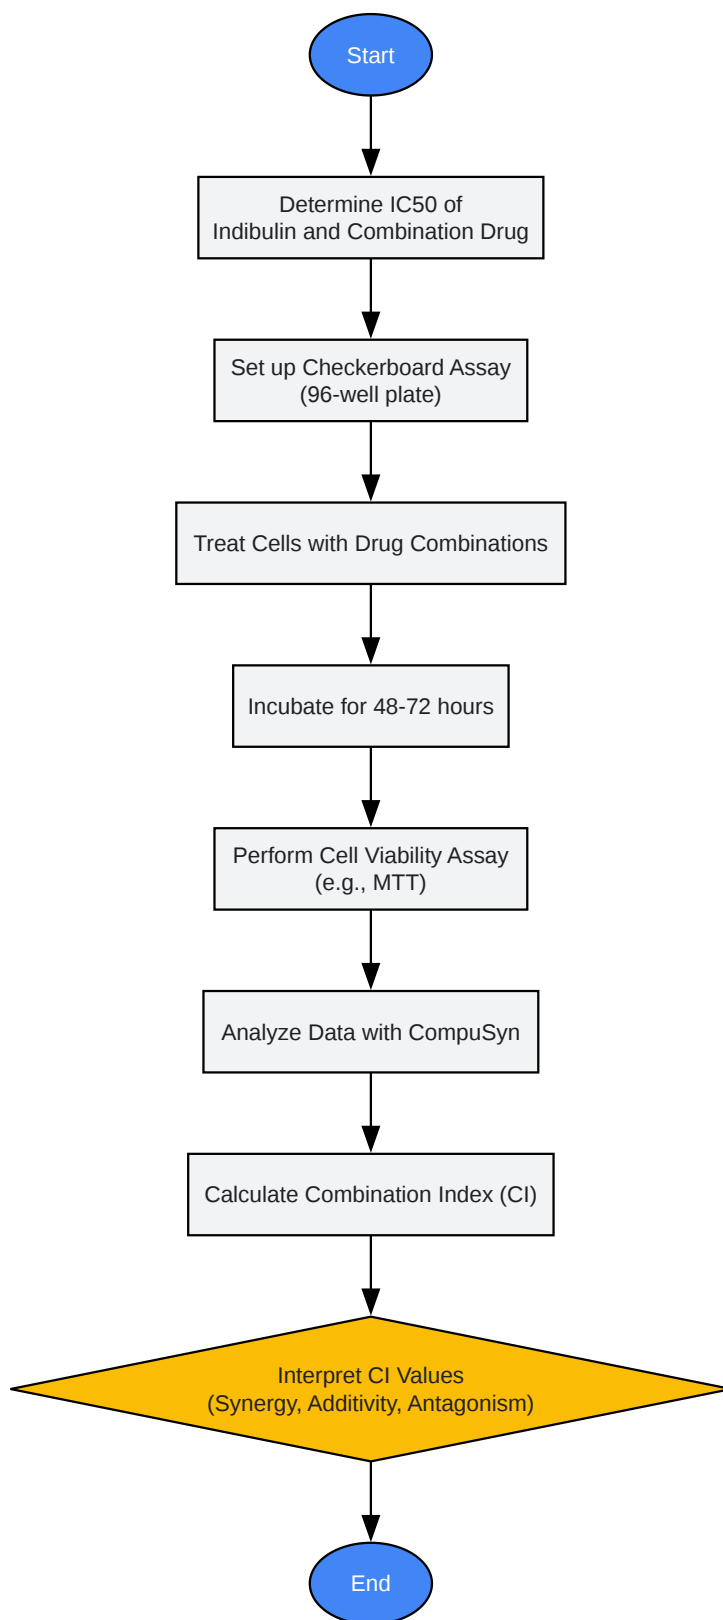 Start
Determine IC50 of
Indibulin and Combination Drug
Set up Checkerboard Assay
(96-well plate)
Treat Cells with Drug Combinations
Incubate for 48-72 hours
Perform Cell Viability Assay
(e.g., MTT)
Analyze Data with CompuSyn
Calculate Combination Index (CI)
Interpret CI Values
(Synergy, Additivity, Antagonism)
End